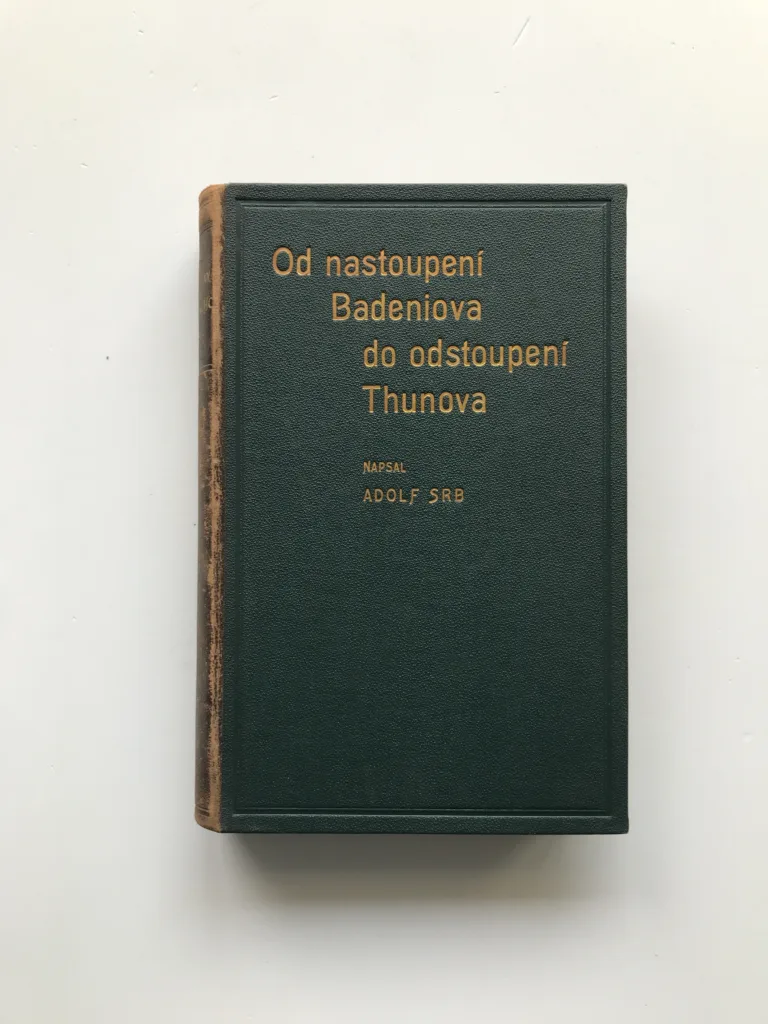 Od nastoupení
Badeniova
do odstoupení
Thunova
NAPSAL
ADOLF SRB